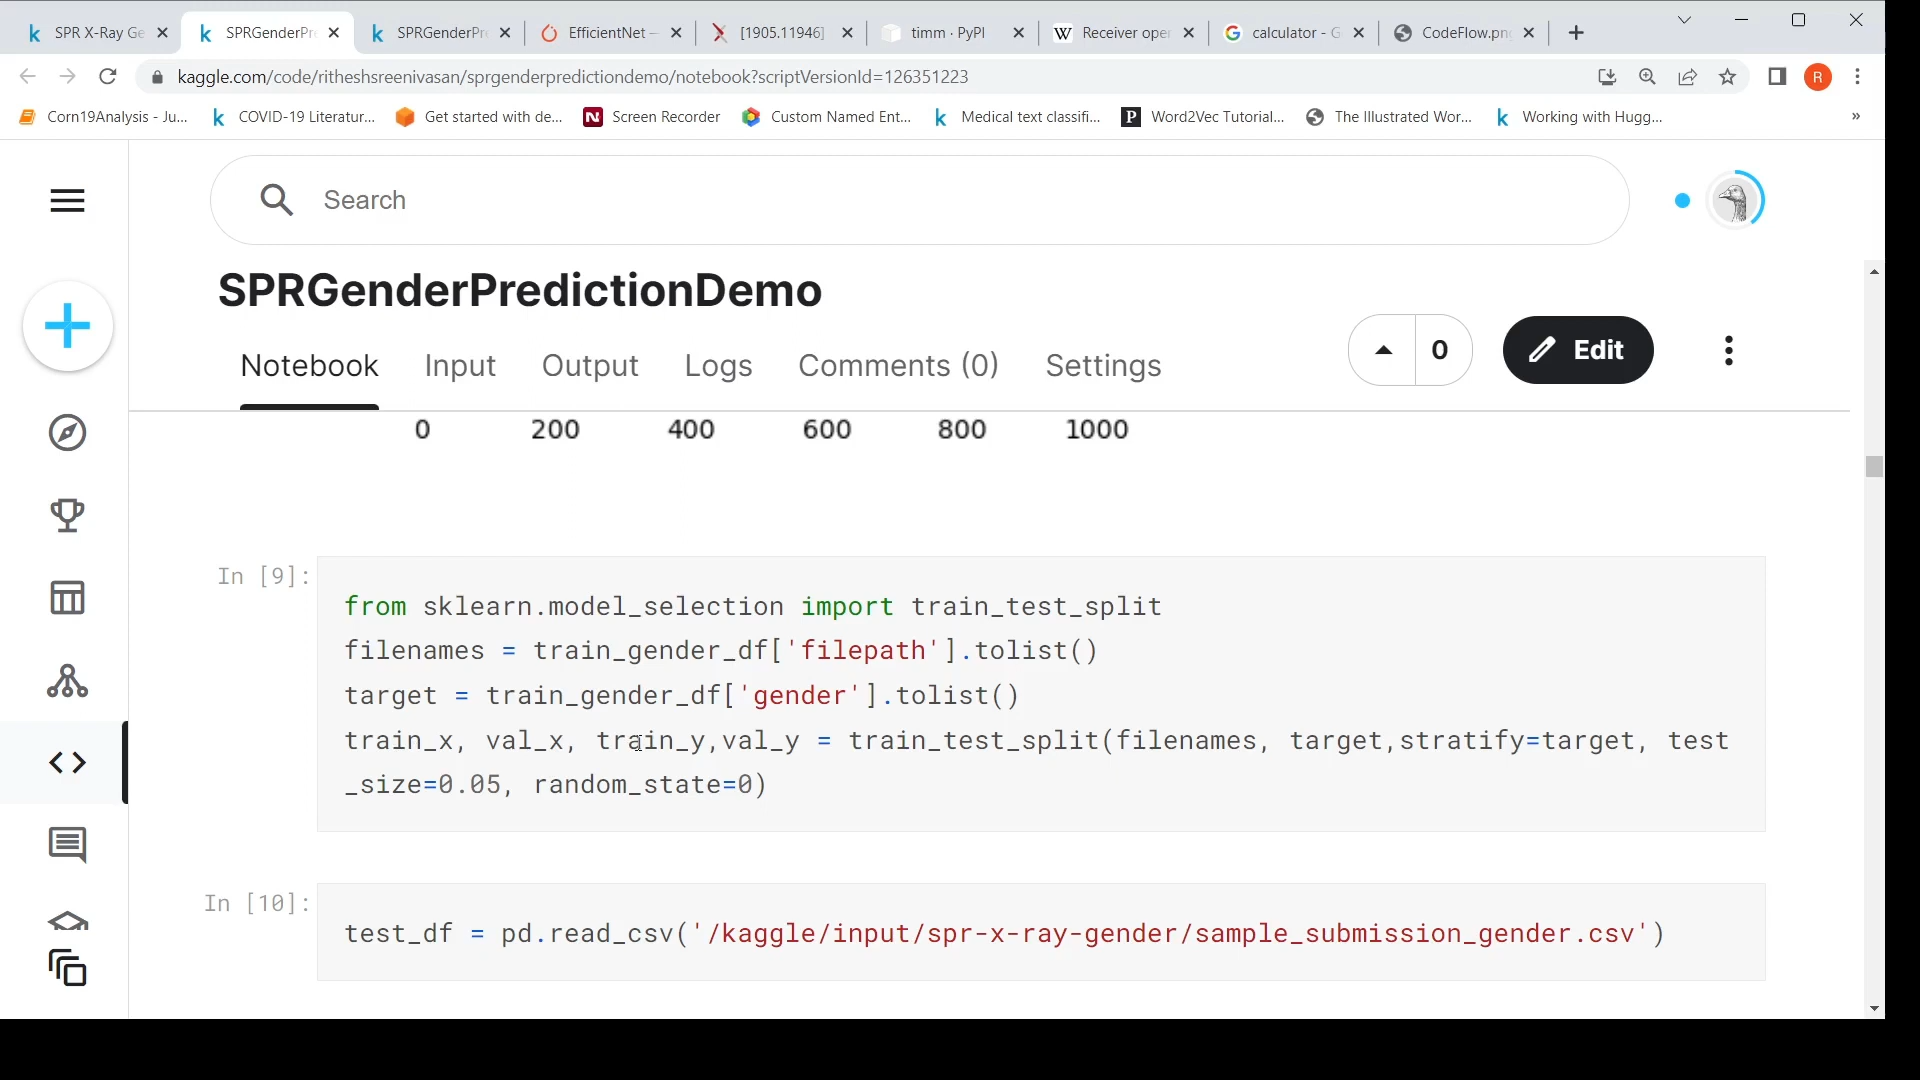 SPR X-Ray Ge
SPRGenderPr
SPRGenderPr
EfficientNet –
[1905.11946]
timm · PyPI
Receiver oper
calculator - G
CodeFlow.pn
kaggle.com/code/ritheshsreenivasan/sprgenderpredictiondemo/notebook?scriptVersionId=126351223
R
Corn19Analysis - Ju...
COVID-19 Literatur...
Get started with de...
Screen Recorder
Custom Named Ent...
Medical text classifi...
Word2Vec Tutorial...
The Illustrated Wor...
Working with Hugg...
»
Search
SPRGenderPredictionDemo
Notebook Input Output Logs Comments (0) Settings
0
Edit
0 200 400 600 800 1000
In [9]:
from sklearn.model_selection import train_test_split
filenames = train_gender_df['filepath'].tolist()
target = train_gender_df['gender'].tolist()
train_x, val_x, train_y,val_y = train_test_split(filenames, target,stratify=target, test
_size=0.05, random_state=0)
In [10]:
test_df = pd.read_csv('/kaggle/input/spr-x-ray-gender/sample_submission_gender.csv')